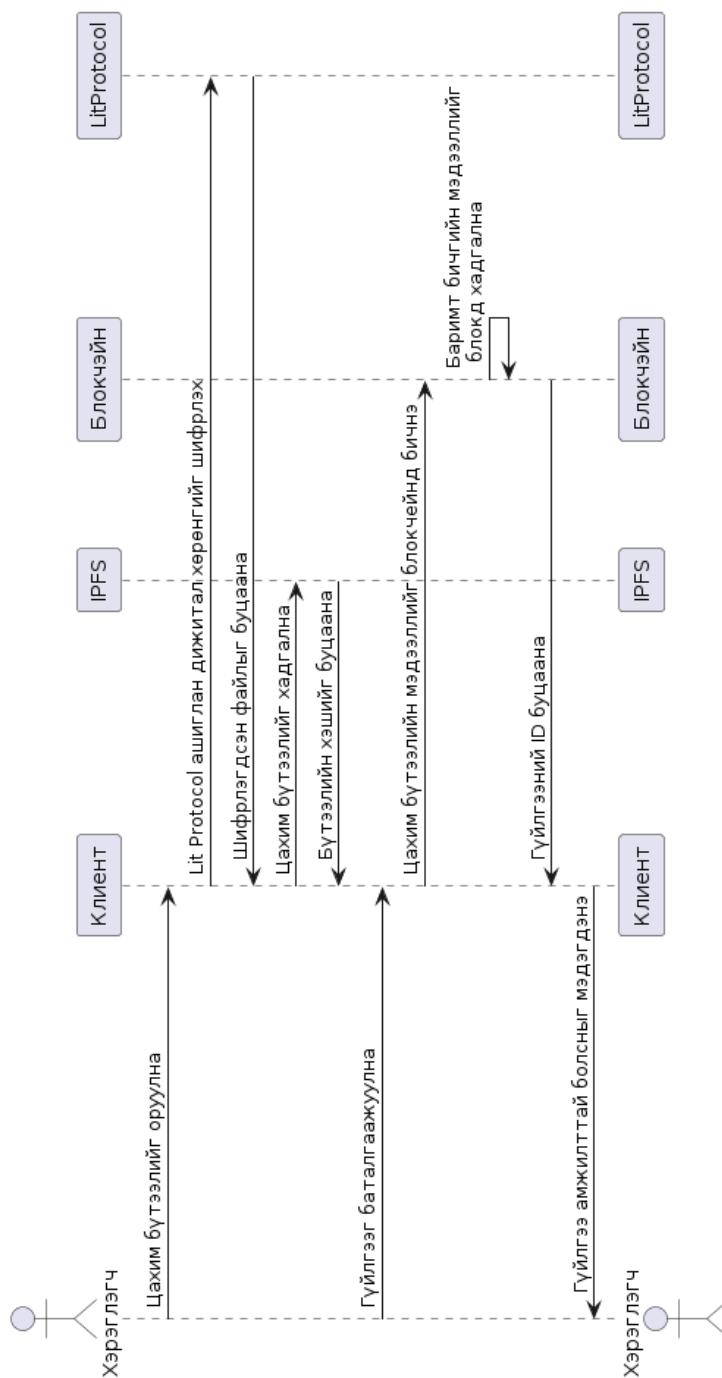 Хэрэглэгч
Клиент
IPFS
Блокчэйн
LitProtocol
Цахим бүтээлийг оруулна
Lit Protocol ашиглан дижитал хөрөнгийг шифрлэх
Шифрлэгдсэн файлыг буцаана
Цахим бүтээлийг хадгална
Бүтээлийн хэшийг буцаана
Гүйлгээг баталгаажуулна
Цахим бүтээлийн мэдээллийг блокчейнд бичнэ
Баримт бичгийн мэдээллийг
блокд хадгална
Гүйлгээний ID буцаана
Гүйлгээ амжилттай болсныг мэдэгдэнэ
Хэрэглэгч
Клиент
IPFS
Блокчэйн
LitProtocol